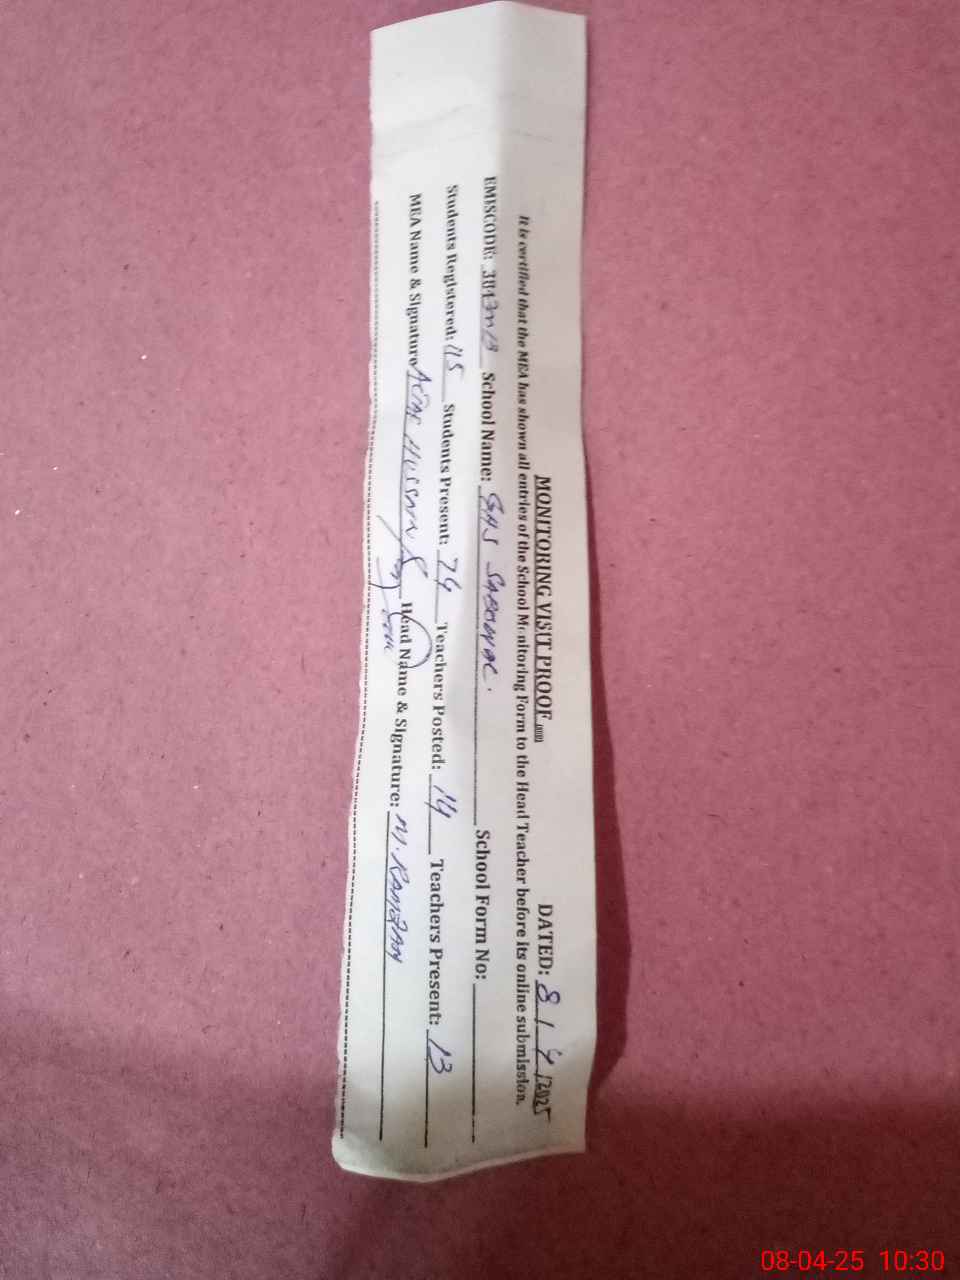 MONITORING VISIT PROOF DATED: 8/4/2025
It is certified that the MEA has shown all entries of the School Monitoring Form to the Head Teacher before its online submission.
EMISCODE: School Name: GHS School Form No:
Students Registered: 115 Students Present: 74 Teachers Posted: 14 Teachers Present: 13
MEA Name & Signature Hussain Head Name & Signature: M. Ramzan
08-04-25 10:30